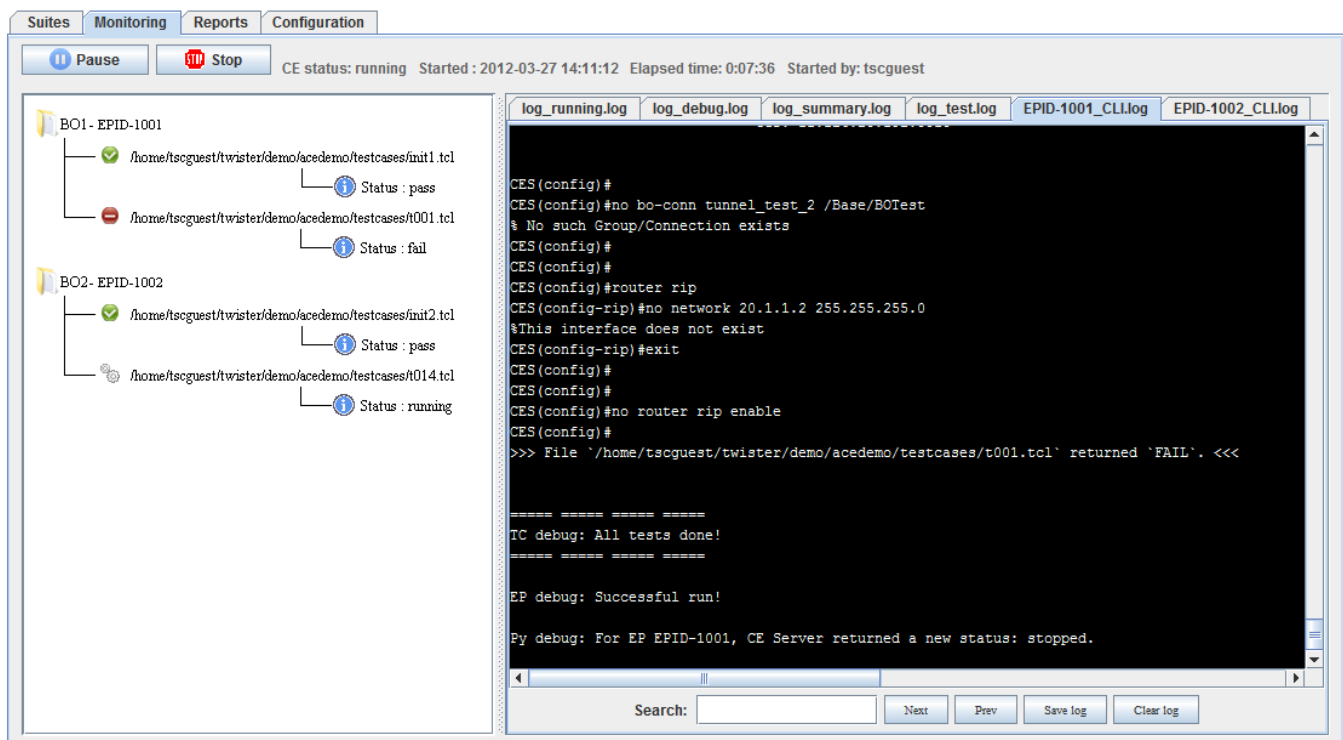 Suites Monitoring Reports Configuration
Pause STOP Stop CE status: running Started : 2012-03-27 14:11:12 Elapsed time: 0:07:36 Started by: tscguest
BO1- EPID-1001
/home/tscguest/twister/demo/acedemo/testcases/init1.tcl
Status : pass
/home/tscguest/twister/demo/acedemo/testcases/t001.tcl
Status : fail
BO2- EPID-1002
/home/tscguest/twister/demo/acedemo/testcases/init2.tcl
Status : pass
/home/tscguest/twister/demo/acedemo/testcases/t014.tcl
Status : running
log_running.log log_debug.log log_summary.log log_test.log EPID-1001_CLI.log EPID-1002_CLI.log
CES(config)#
CES(config)#no bo-conn tunnel_test_2 /Base/BOTest
% No such Group/Connection exists
CES(config)#
CES(config)#
CES(config)#router rip
CES(config-rip)#no network 20.1.1.2 255.255.255.0
%This interface does not exist
CES(config-rip)#exit
CES(config)#
CES(config)#
CES(config)#no router rip enable
CES(config)#
>>> File `/home/tscguest/twister/demo/acedemo/testcases/t001.tcl` returned `FAIL`. <<<
===== ===== ===== =====
TC debug: All tests done!
===== ===== ===== =====
EP debug: Successful run!
Py debug: For EP EPID-1001, CE Server returned a new status: stopped.
Search: Next Prev Save log Clear log